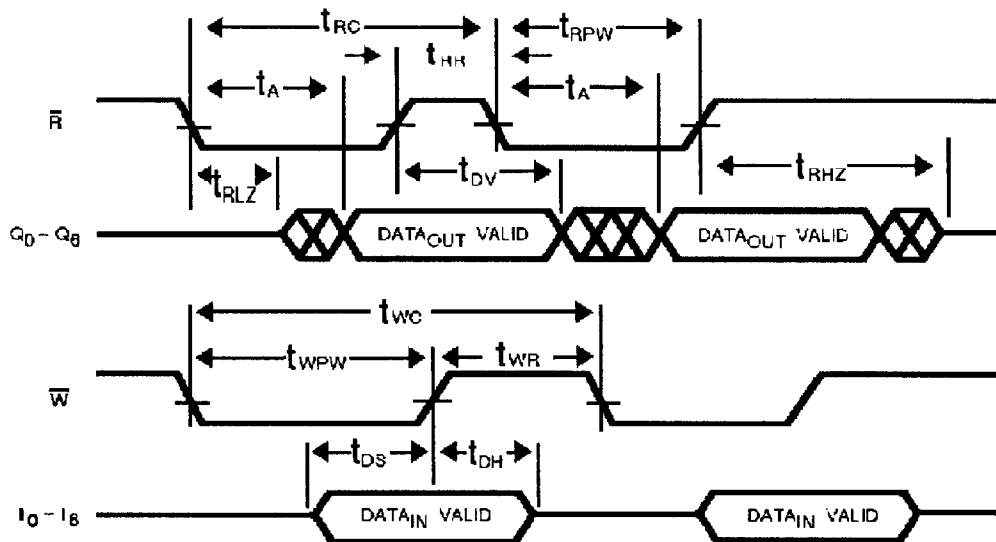 tRC tRPW
tRR
tA tA
R
tRLZ tDV tRHZ
Q0–Q8 DATAOUT VALID DATAOUT VALID
tWC
tWPW tWR
W
tDS tDH
I0–I8 DATAIN VALID DATAIN VALID